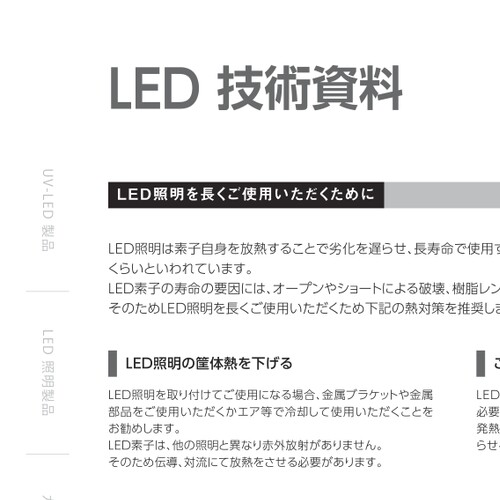 LED 技術資料
UV-LED 製品
LED 照明製品
LED照明を長くご使用いただくために
LED照明は素子自身を放熱することで劣化を遅らせ、長寿命で使用
くらいといわれています。
LED素子の寿命の要因には、オープンやショートによる破壊、樹脂レン
そのためLED照明を長くご使用いただくため下記の熱対策を推奨し
LED照明の筐体熱を下げる
LED照明を取り付けてご使用になる場合、金属ブラケットや金属
部品をご使用いただくかエア等で冷却して使用いただくことを
お勧めします。
LED素子は、他の照明と異なり赤外放射がありません。
そのため伝導、対流にて放熱をさせる必要があります。
LED
必要
発熱
らせ